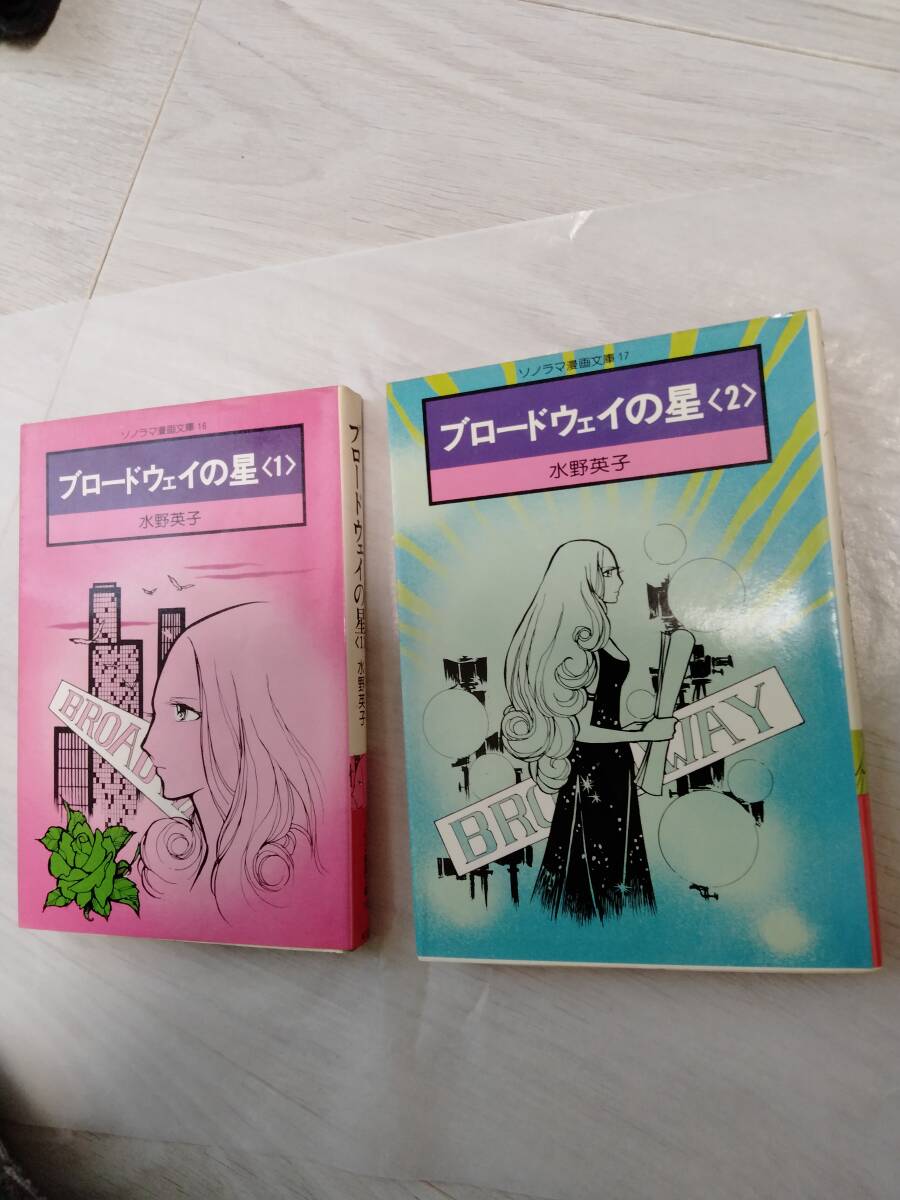 ソノラマ漫画文庫 16
ブロードウェイの星〈1〉
水野英子
BROAD
ブロードウェイの星〈1〉 水野英子
ソノラマ漫画文庫 17
ブロードウェイの星〈2〉
水野英子
BRO WAY